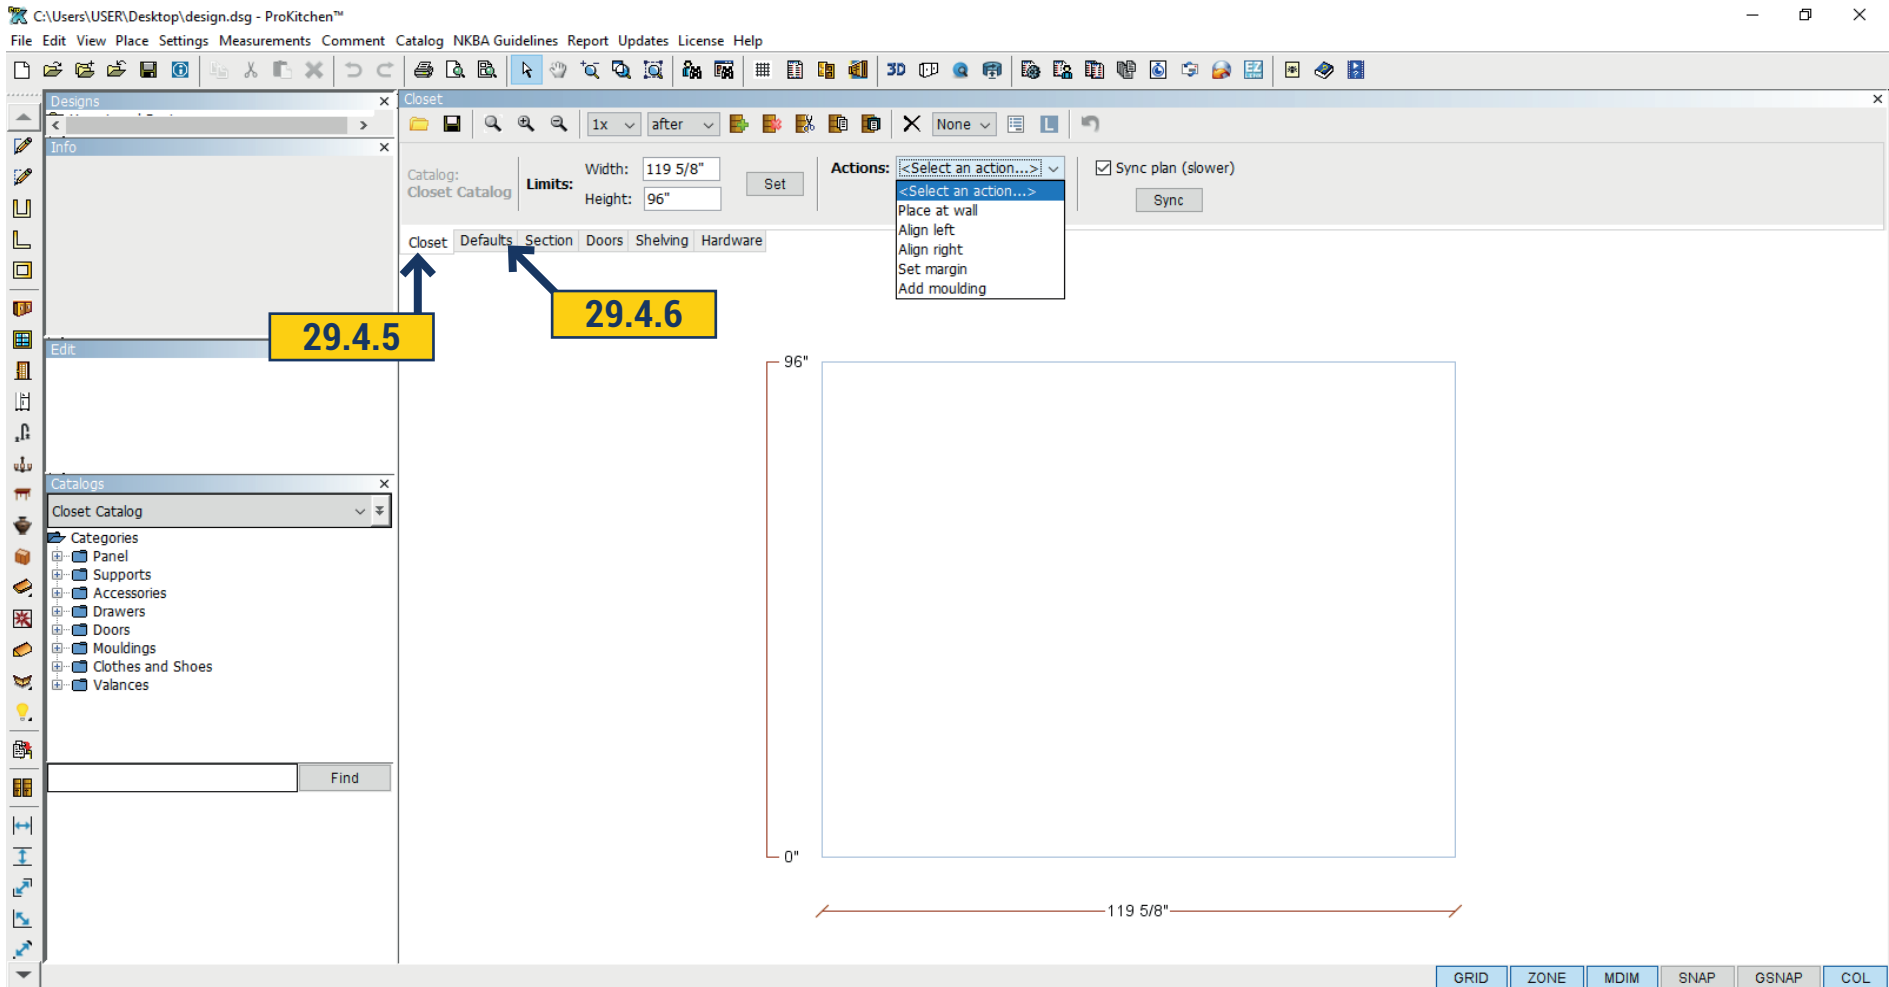 C:\Users\USER\Desktop\design.dsg - ProKitchen™
File Edit View Place Settings Measurements Comment Catalog NKBA Guidelines Report Updates License Help
3D
EZ
Designs
Closet
1x
after
None
L
Info
Catalog:
Closet Catalog
Limits:
Width: 119 5/8"
Height: 96"
Set
Actions: <Select an action...>
<Select an action...>
Place at wall
Align left
Align right
Set margin
Add moulding
Sync plan (slower)
Sync
Closet Defaults Section Doors Shelving Hardware
29.4.5
29.4.6
Edit
96"
0"
119 5/8"
Catalogs
Closet Catalog
Categories
Panel
Supports
Accessories
Drawers
Doors
Mouldings
Clothes and Shoes
Valances
Find
GRID ZONE MDIM SNAP GSNAP COL